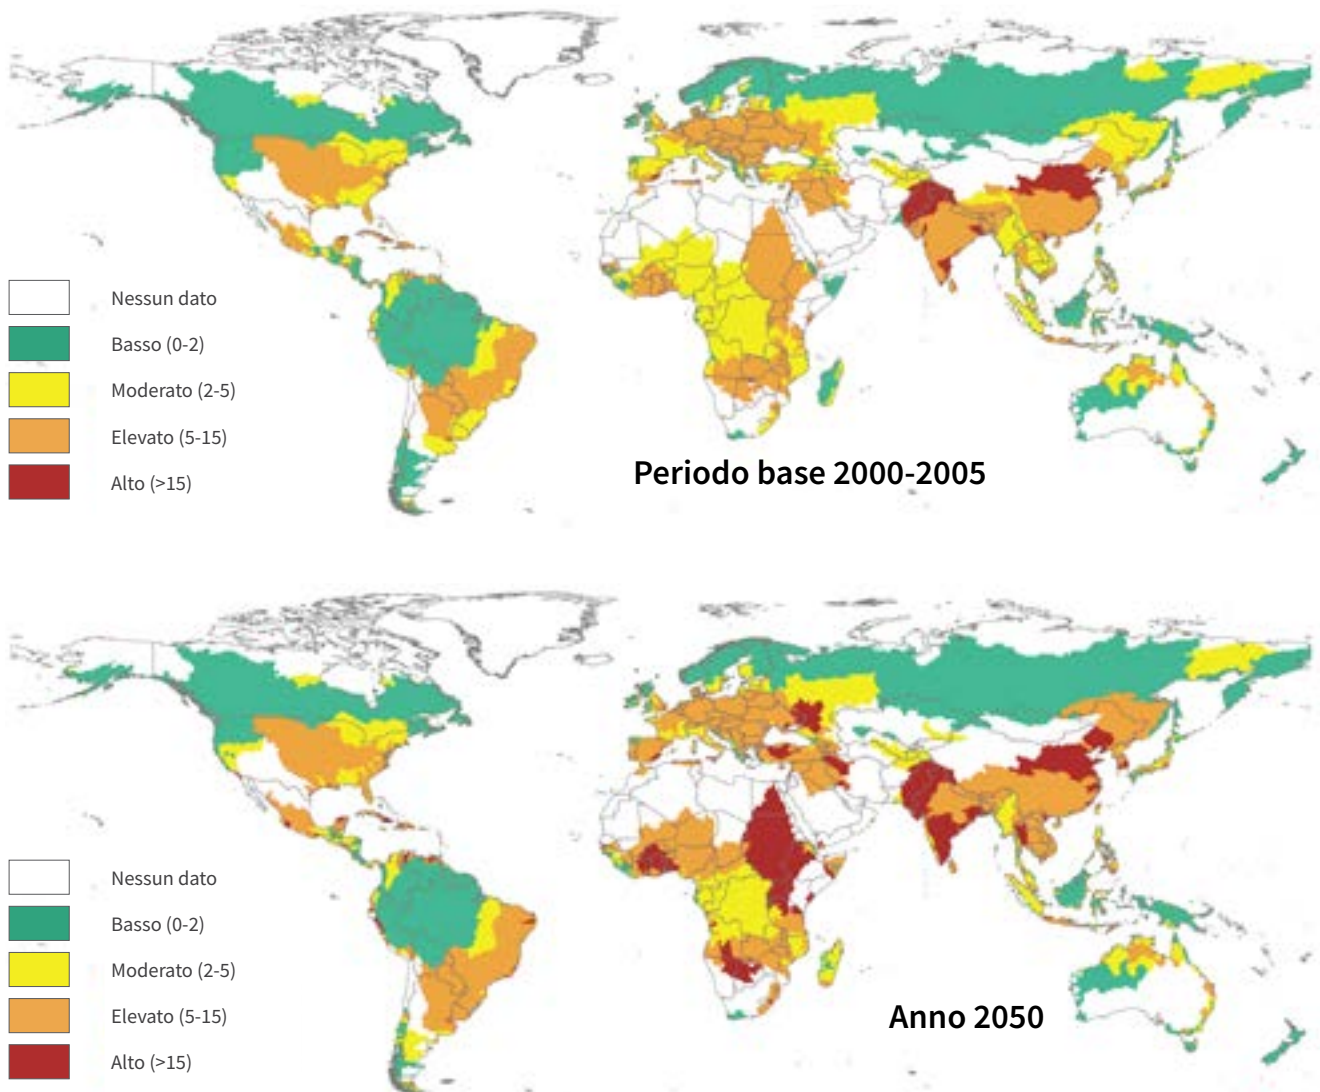 Nessun dato
Basso (0-2)
Moderato (2-5)
Elevato (5-15)
Alto (>15)
Periodo base 2000-2005
Nessun dato
Basso (0-2)
Moderato (2-5)
Elevato (5-15)
Alto (>15)
Anno 2050